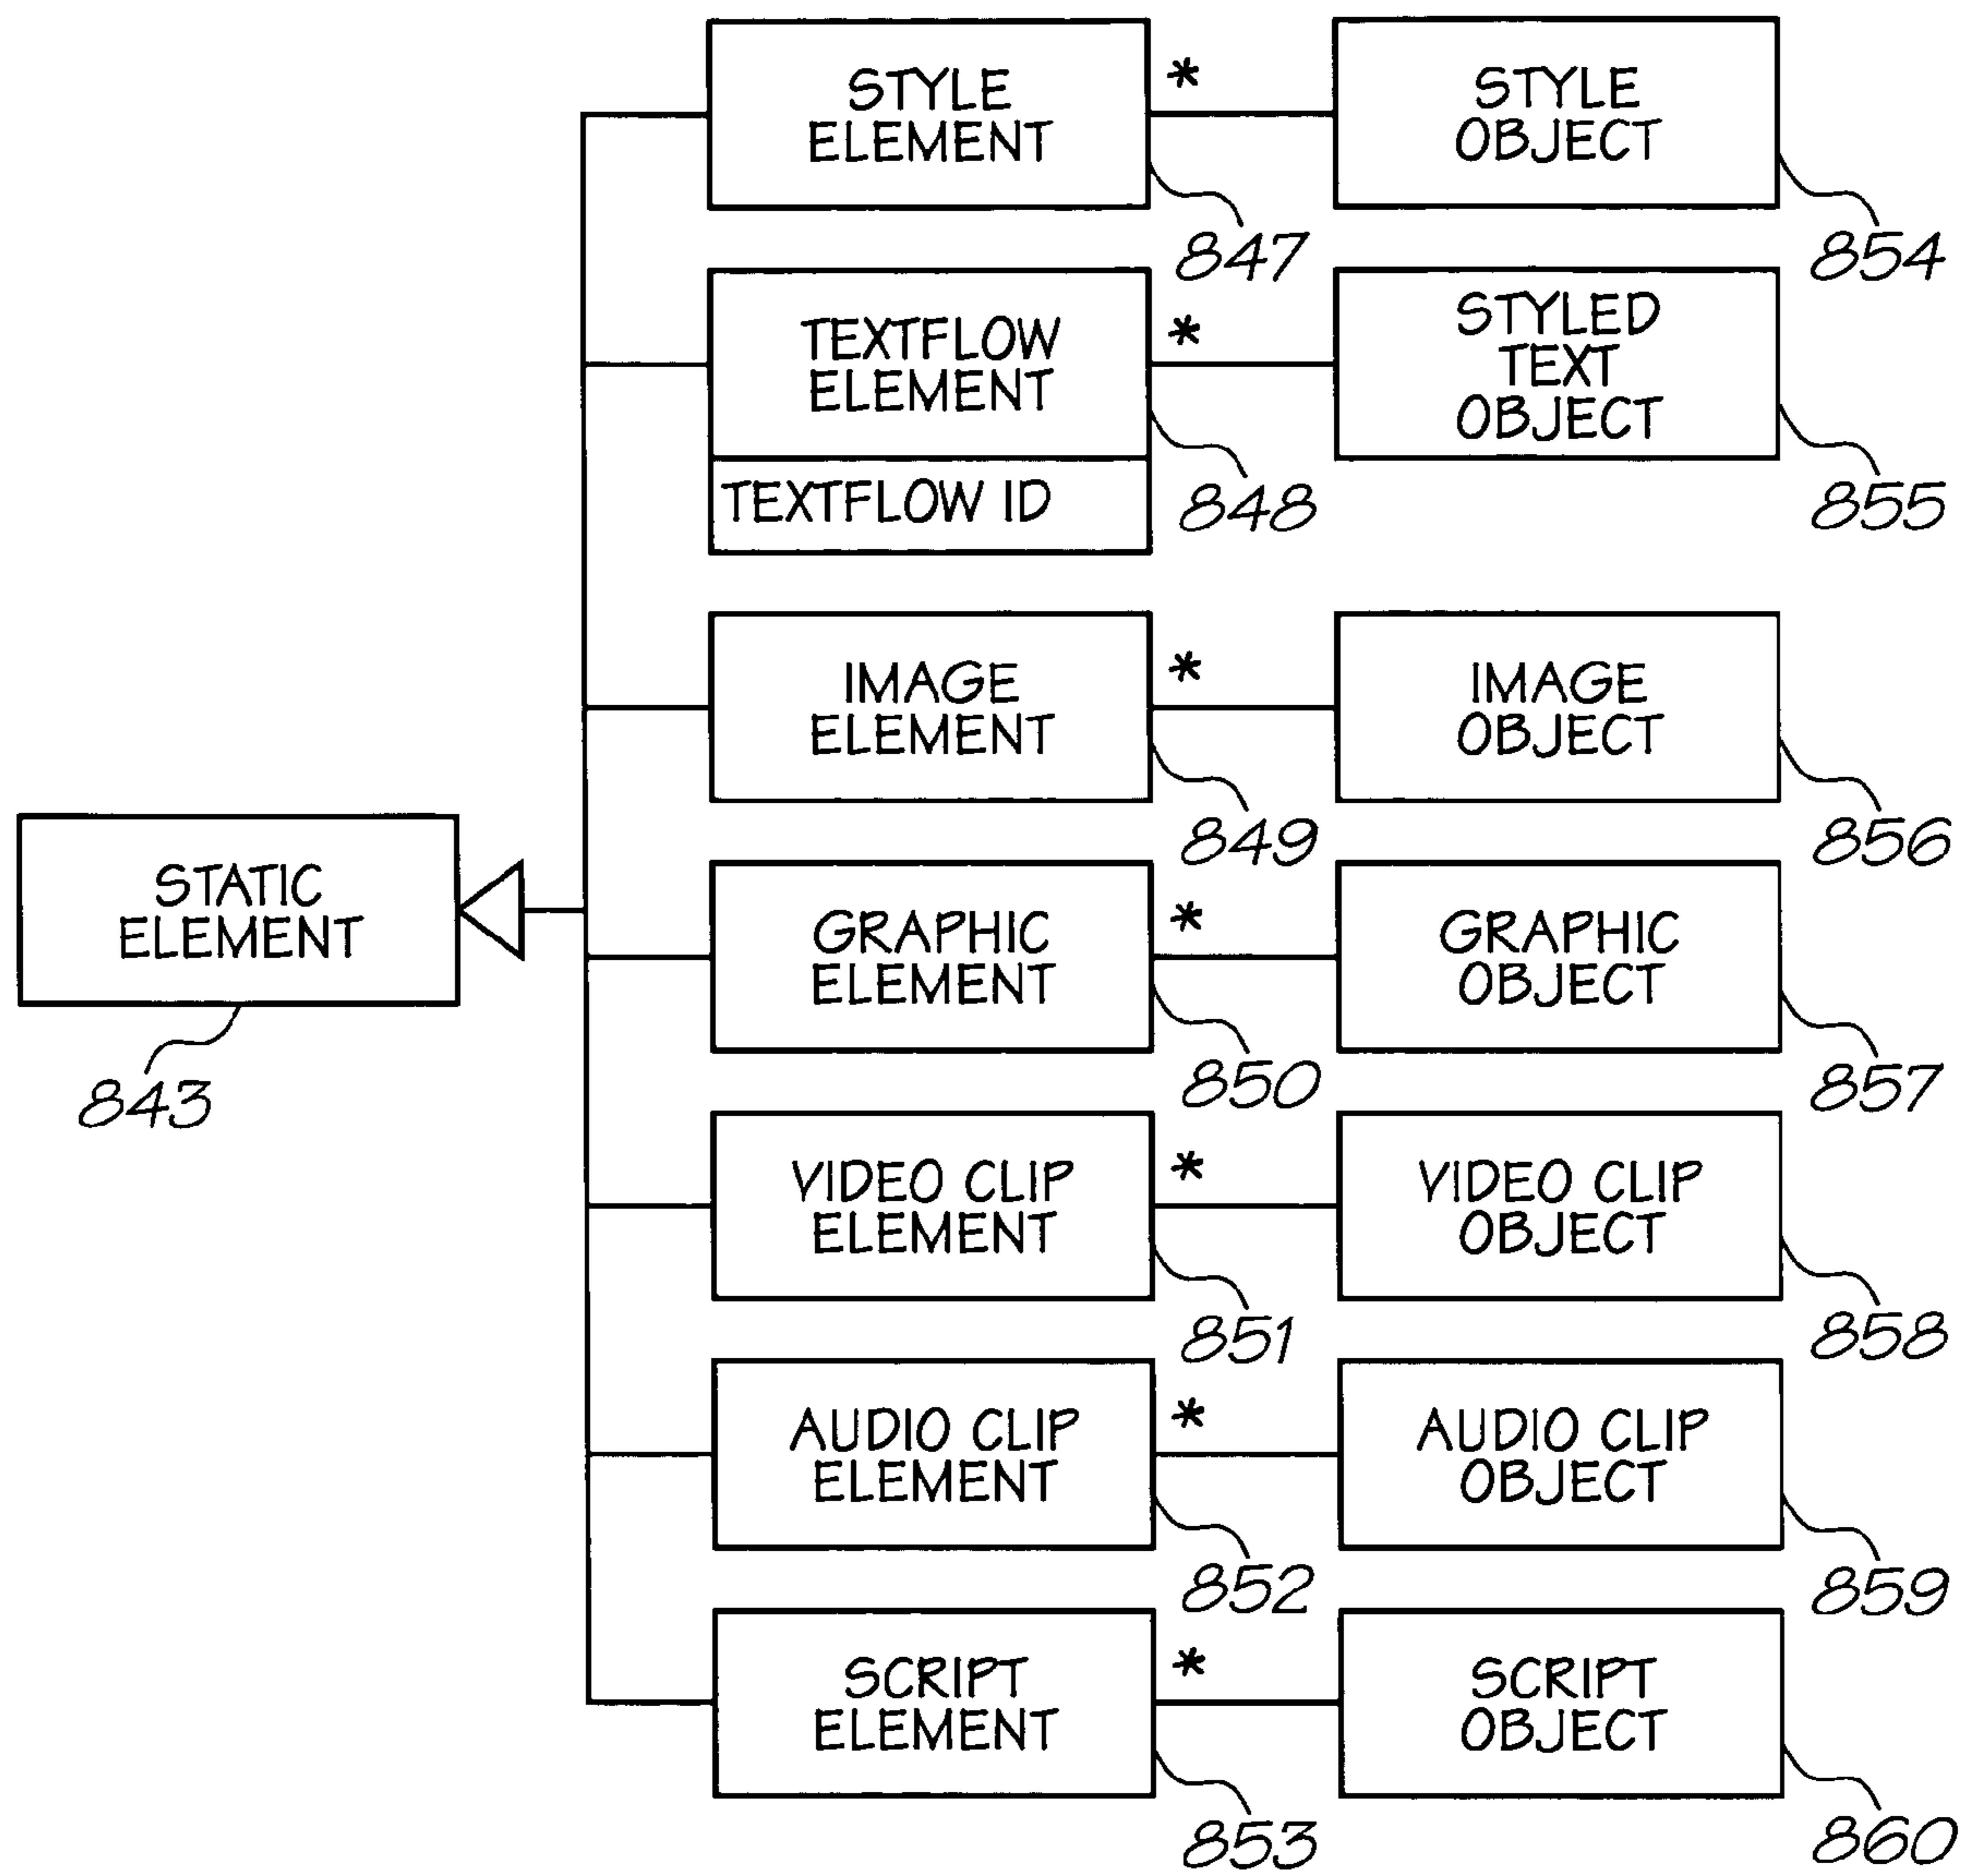 STYLE
ELEMENT
*
STYLE
OBJECT
847
854
TEXTFLOW
ELEMENT
*
STYLED
TEXT
OBJECT
TEXTFLOW ID
848
855
IMAGE
ELEMENT
*
IMAGE
OBJECT
849
856
STATIC
ELEMENT
843
GRAPHIC
ELEMENT
*
GRAPHIC
OBJECT
850
857
VIDEO CLIP
ELEMENT
*
VIDEO CLIP
OBJECT
851
858
AUDIO CLIP
ELEMENT
*
AUDIO CLIP
OBJECT
852
859
SCRIPT
ELEMENT
*
SCRIPT
OBJECT
853
860